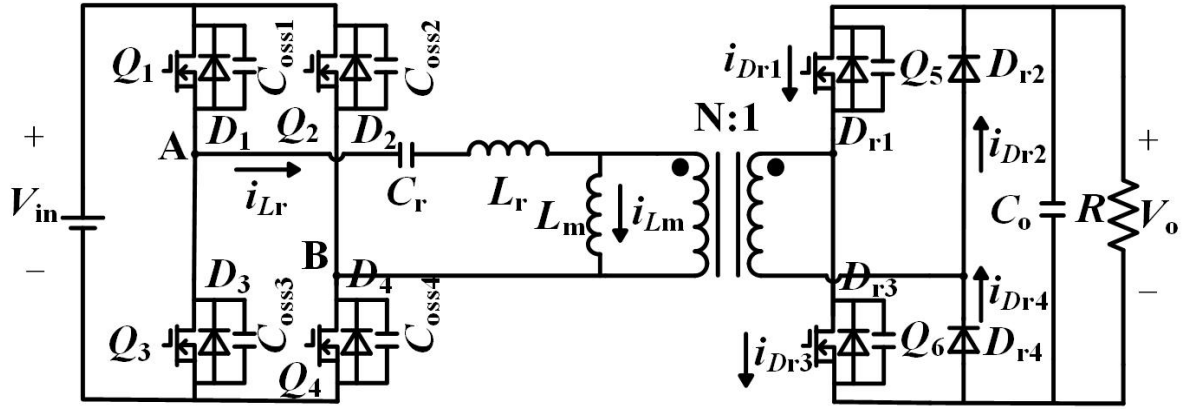 Q1
D1
Coss1
Q2
D2
Coss2
A
iLr
Cr
Lr
Lm
iLm
N:1
B
+
Vin
−
Q3
D3
Coss3
Q4
D4
Coss4
iDr1
Q5
Dr1
Dr2
iDr2
Co
R
+
Vo
−
Dr3
iDr4
iDr3
Q6
Dr4